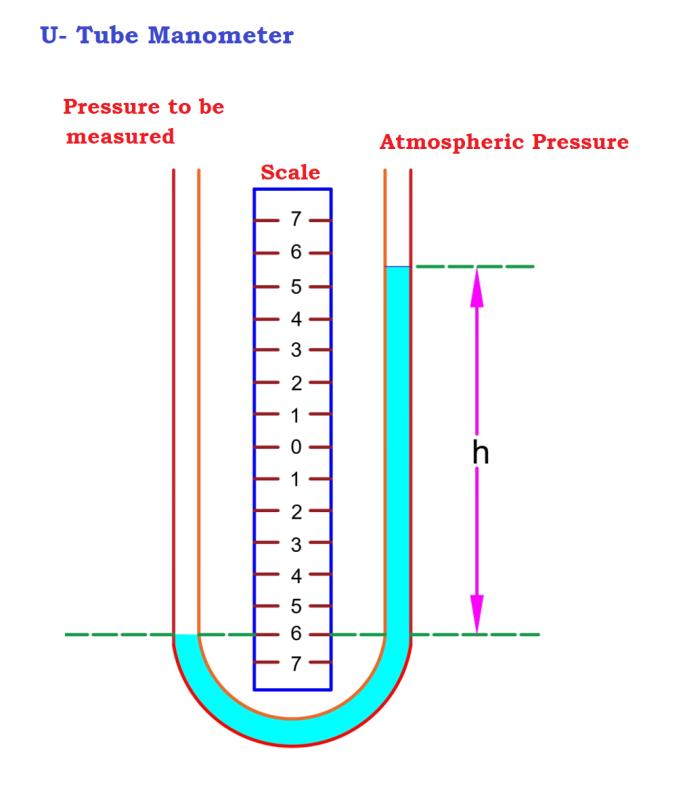 U- Tube Manometer
Pressure to be
measured
Atmospheric Pressure
Scale
7
6
5
4
3
2
1
0
1
2
3
4
5
6
7
h